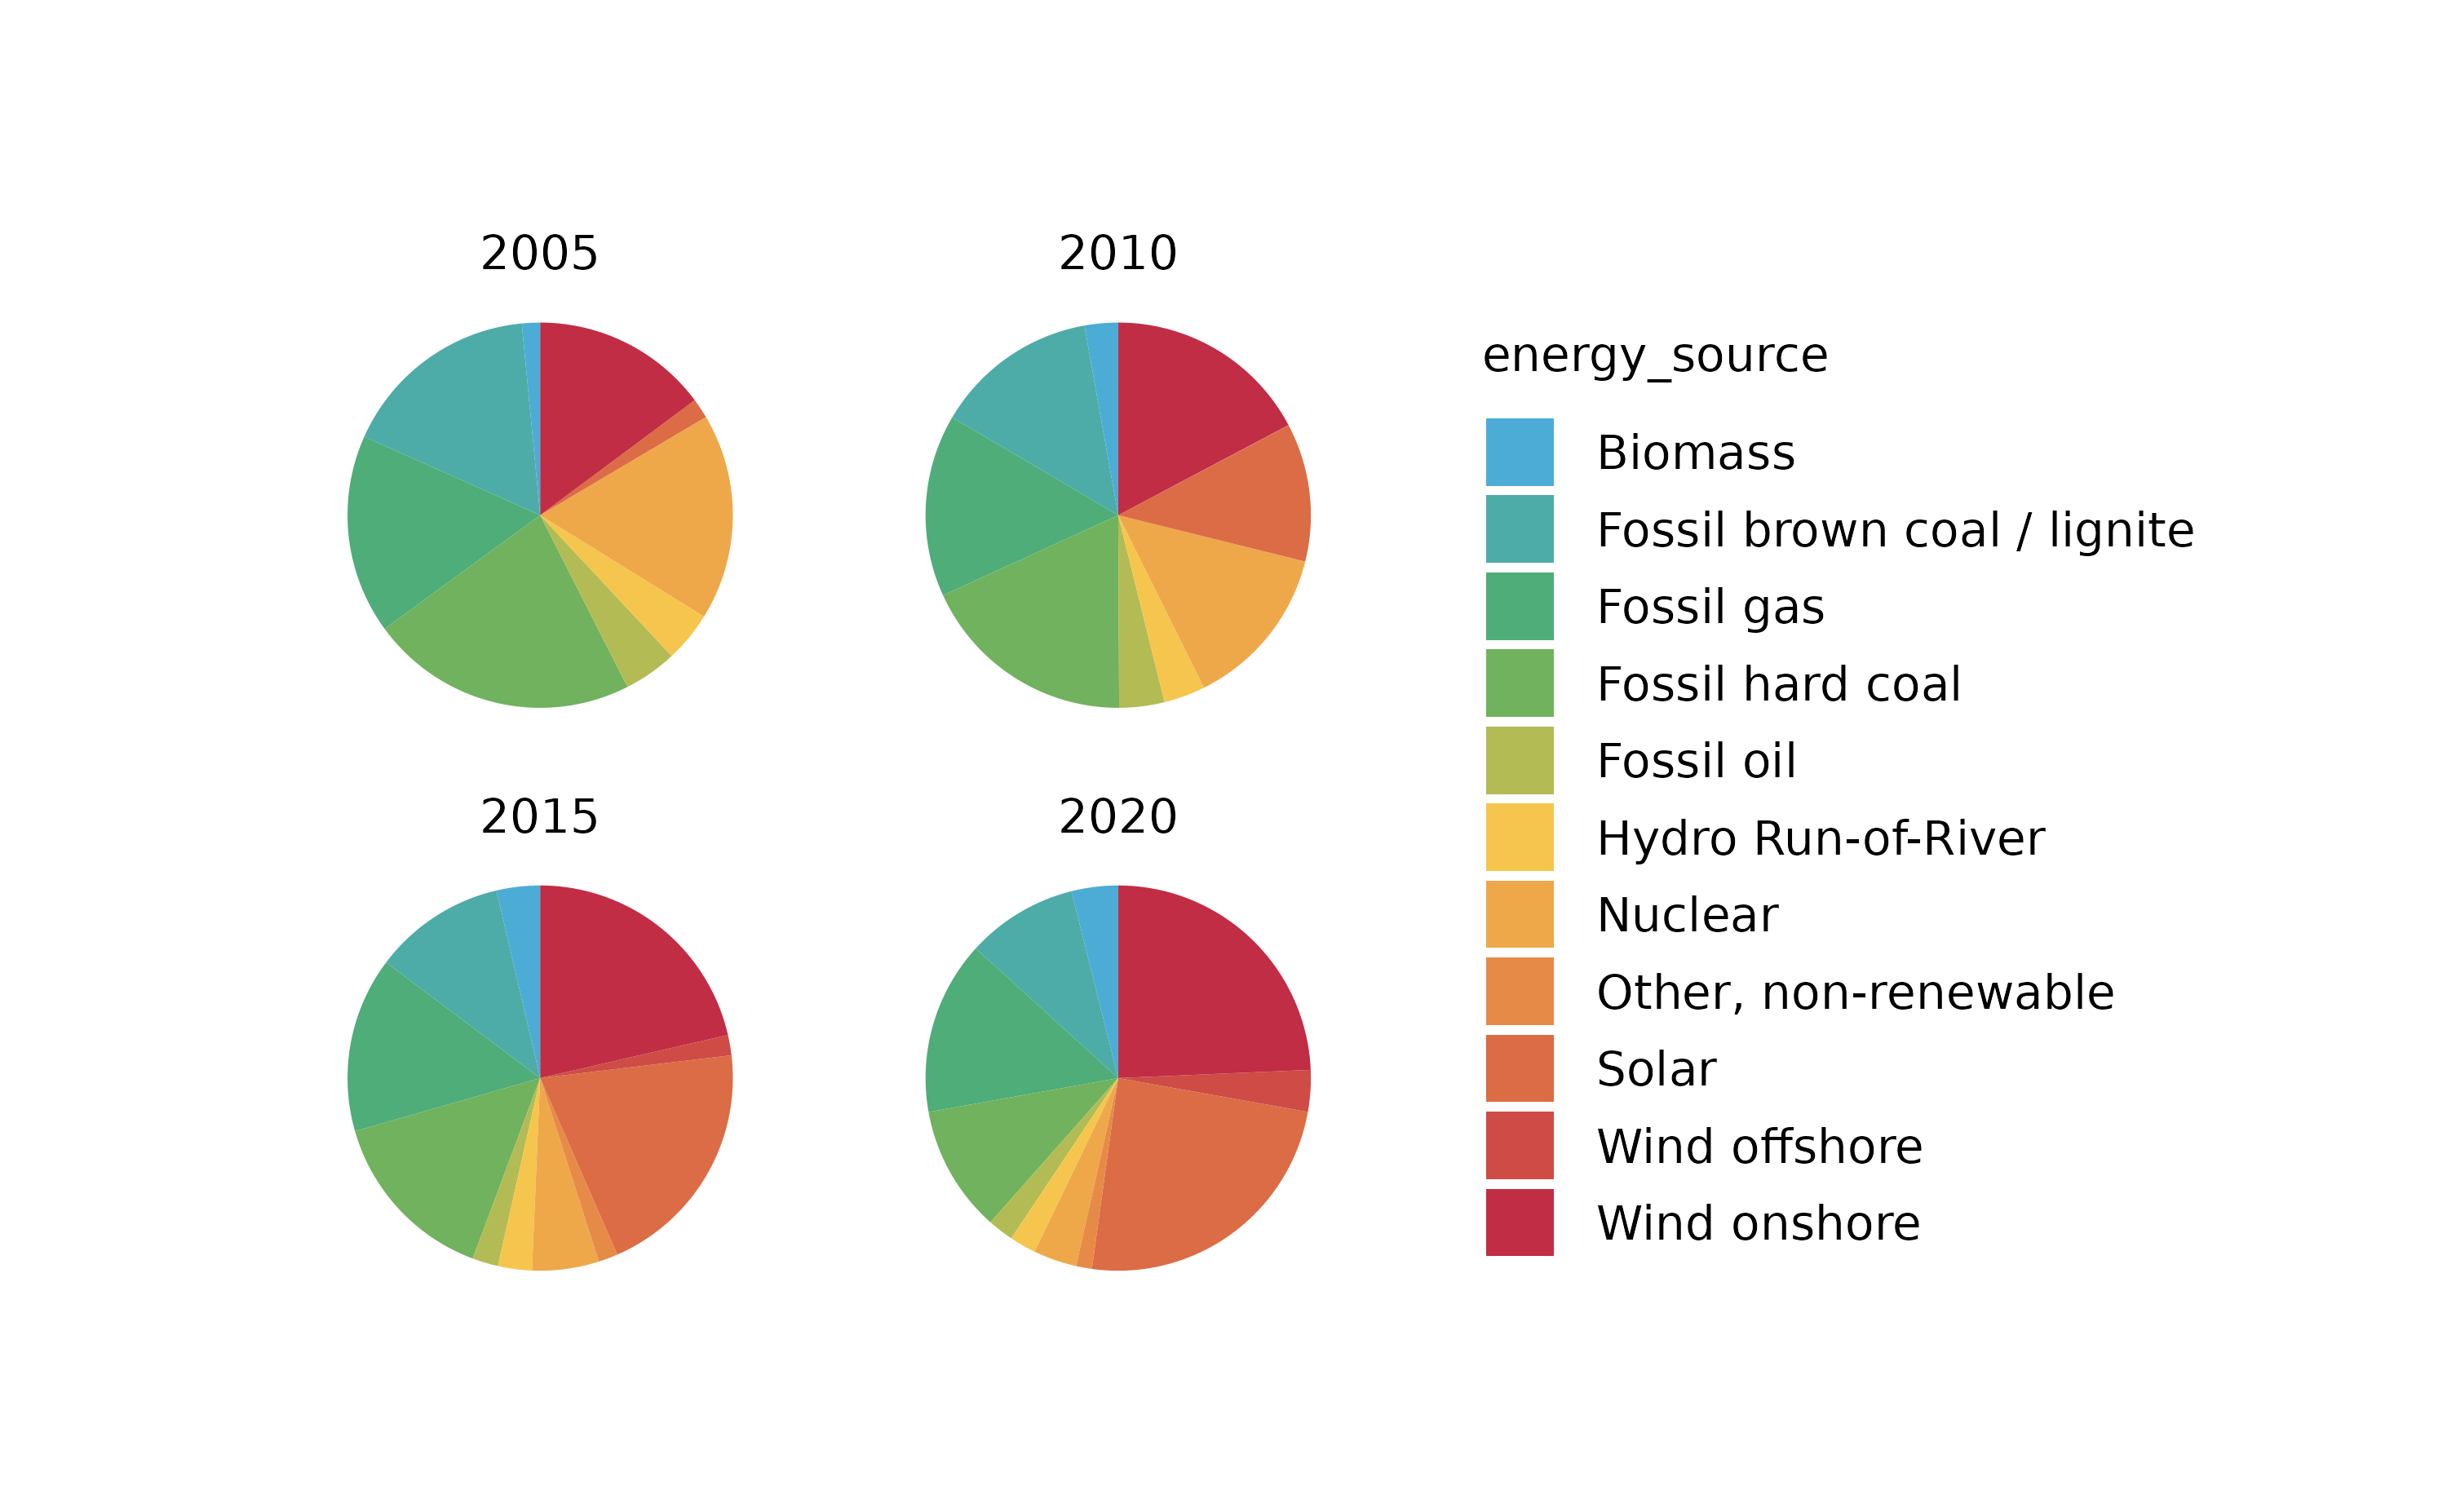 2005
2010
2015
2020
energy_source
Biomass
Fossil brown coal / lignite
Fossil gas
Fossil hard coal
Fossil oil
Hydro Run-of-River
Nuclear
Other, non-renewable
Solar
Wind offshore
Wind onshore